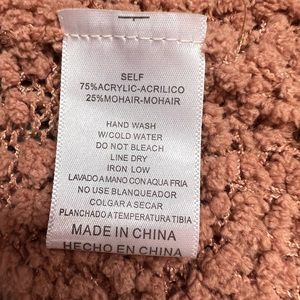 SELF
75%ACRYLIC-ACRILICO
25%MOHAIR-MOHAIR
HAND WASH
W/COLD WATER
DO NOT BLEACH
LINE DRY
IRON LOW
LAVADO A MANO CON AQUA FRIA
NO USE BLANQUEADOR
COLGAR A SECAR
PLANCHADO A TEMPERATURA TIBIA
MADE IN CHINA
HECHO EN CHINA